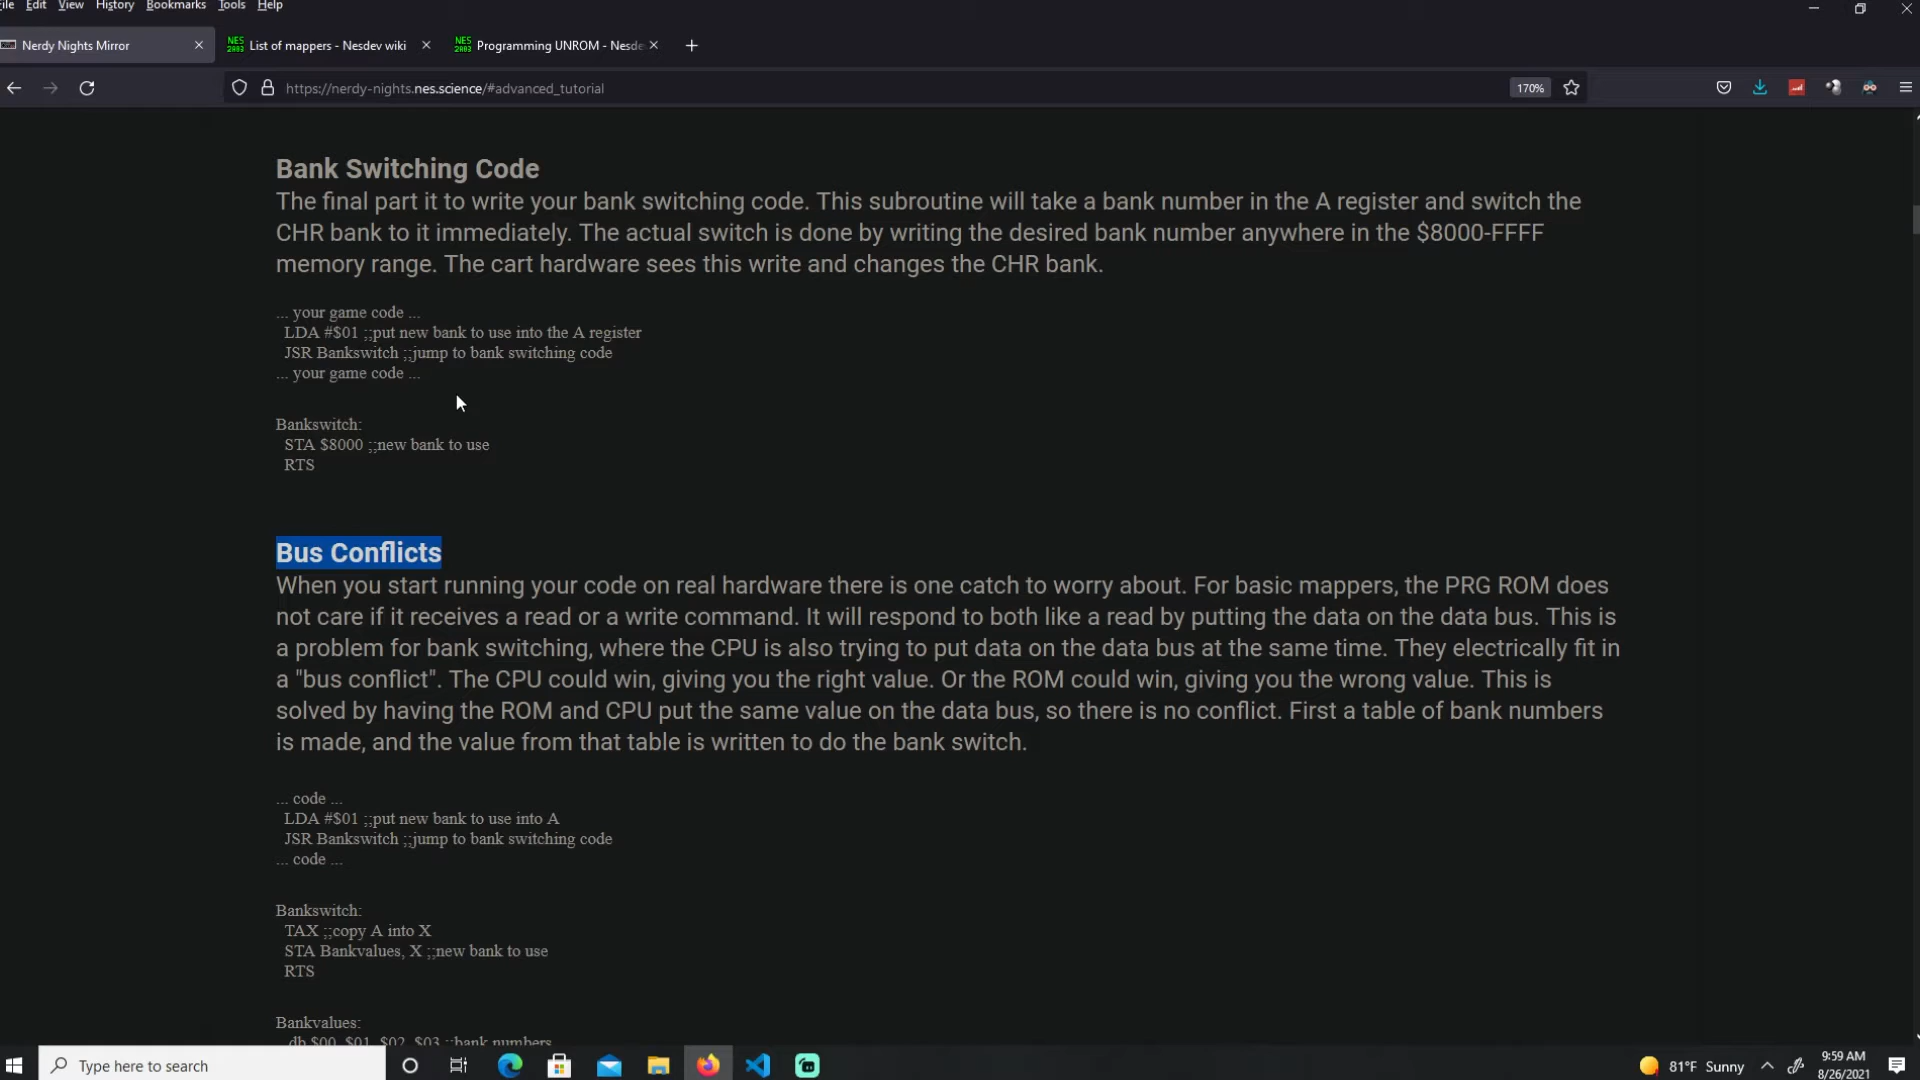 ile Edit View History Bookmarks Tools Help
Nerdy Nights Mirror
List of mappers - Nesdev wiki
Programming UNROM - Nesde
https://nerdy-nights.nes.science/#advanced_tutorial
170%
Bank Switching Code
The final part it to write your bank switching code. This subroutine will take a bank number in the A register and switch the
CHR bank to it immediately. The actual switch is done by writing the desired bank number anywhere in the $8000-FFFF
memory range. The cart hardware sees this write and changes the CHR bank.
... your game code ...
LDA #$01 ;;put new bank to use into the A register
JSR Bankswitch ;;jump to bank switching code
... your game code ...
Bankswitch:
STA $8000 ;;new bank to use
RTS
Bus Conflicts
When you start running your code on real hardware there is one catch to worry about. For basic mappers, the PRG ROM does
not care if it receives a read or a write command. It will respond to both like a read by putting the data on the data bus. This is
a problem for bank switching, where the CPU is also trying to put data on the data bus at the same time. They electrically fit in
a "bus conflict". The CPU could win, giving you the right value. Or the ROM could win, giving you the wrong value. This is
solved by having the ROM and CPU put the same value on the data bus, so there is no conflict. First a table of bank numbers
is made, and the value from that table is written to do the bank switch.
... code ...
LDA #$01 ;;put new bank to use into A
JSR Bankswitch ;;jump to bank switching code
... code ...
Bankswitch:
TAX ;;copy A into X
STA Bankvalues, X ;;new bank to use
RTS
Bankvalues:
.db $00, $01, $02, $03 ;;bank numbers
Type here to search
81°F Sunny
9:59 AM
8/26/2021